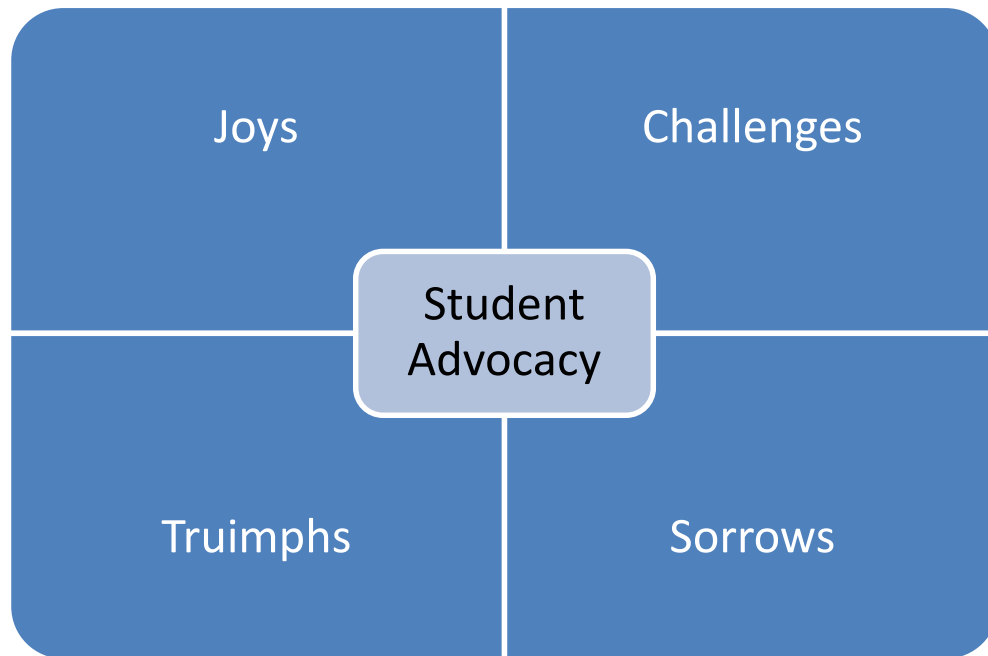 Joys
Challenges
Student
Advocacy
Truimphs
Sorrows